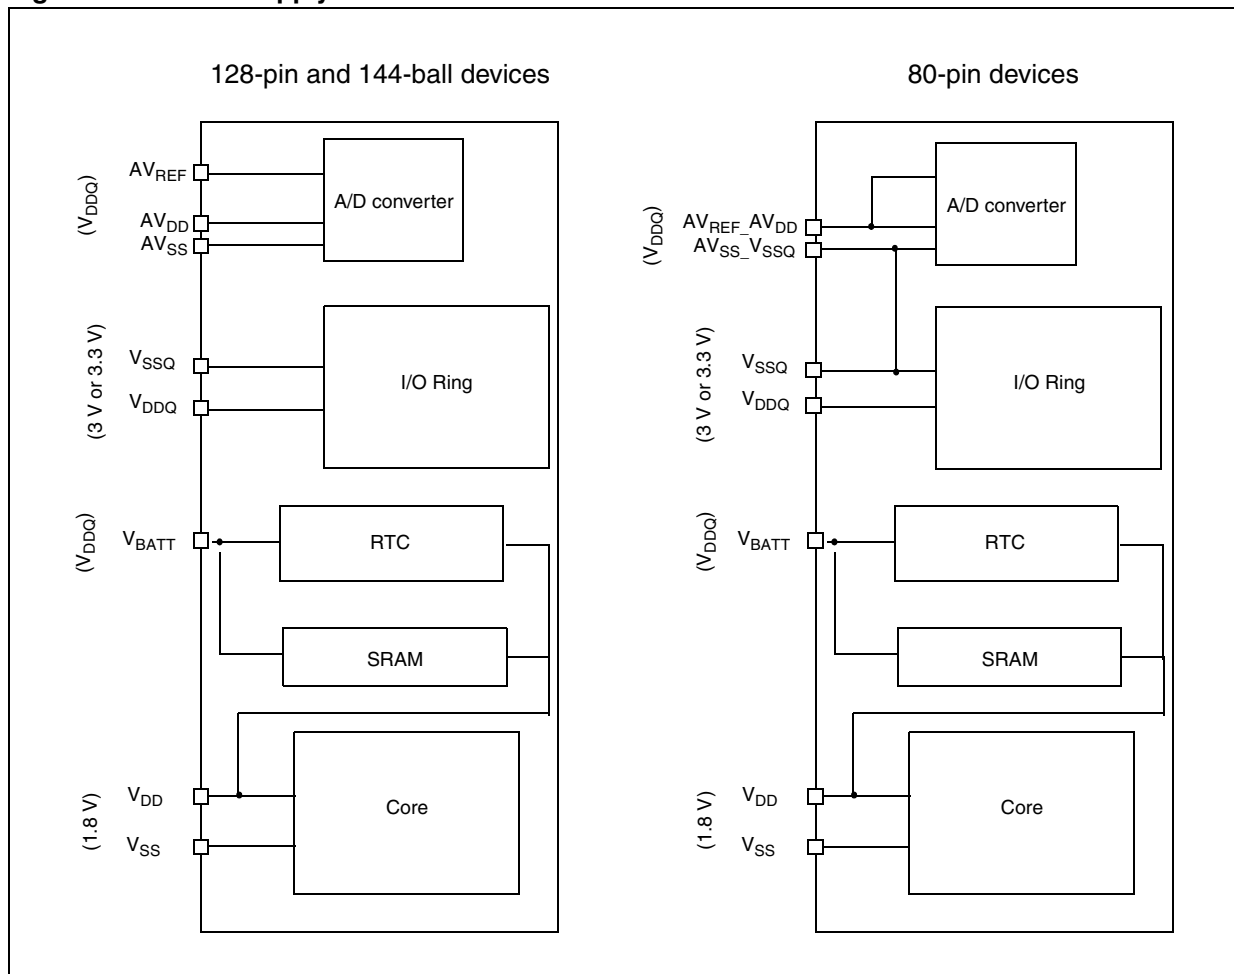 128-pin and 144-ball devices
AVREF
(VDDQ)
AVDD
AVSS
A/D converter
(3 V or 3.3 V)
VSSQ
VDDQ
I/O Ring
(VDDQ)
VBATT
RTC
SRAM
(1.8 V)
VDD
VSS
Core
80-pin devices
(VDDQ)
AVREF_AVDD
AVSS_VSSQ
A/D converter
(3 V or 3.3 V)
VSSQ
VDDQ
I/O Ring
(VDDQ)
VBATT
RTC
SRAM
(1.8 V)
VDD
VSS
Core